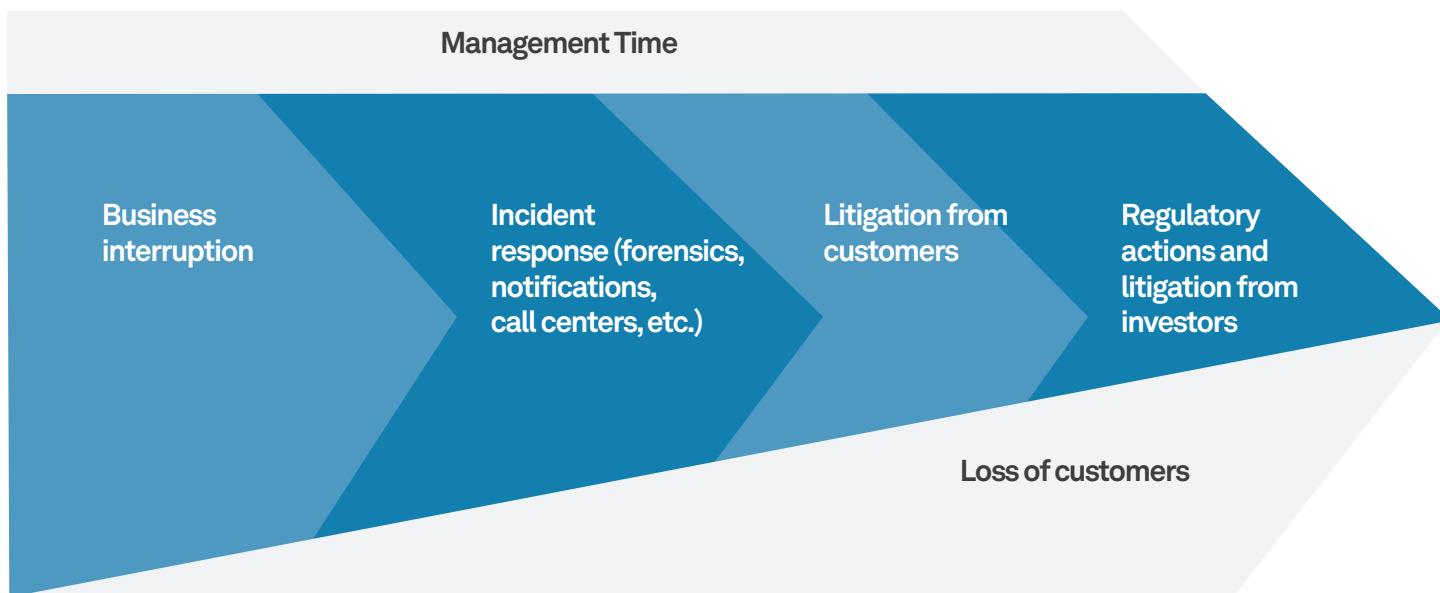 Management Time
Business
interruption
Incident
response (forensics,
notifications,
call centers, etc.)
Litigation from
customers
Regulatory
actions and
litigation from
investors
Loss of customers